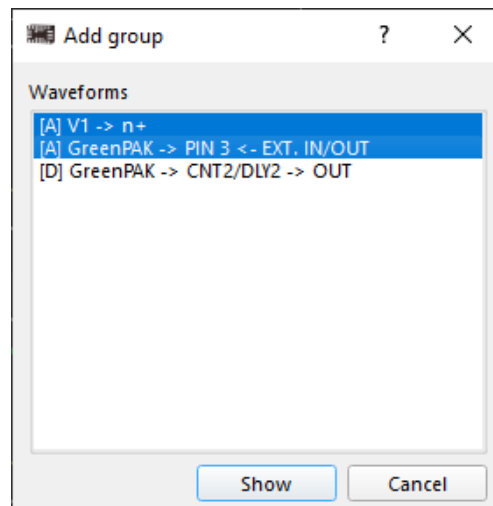 Add group ? X
Waveforms
[A] V1 -> n+
[A] GreenPAK -> PIN 3 <- EXT. IN/OUT
[D] GreenPAK -> CNT2/DLY2 -> OUT
Show Cancel